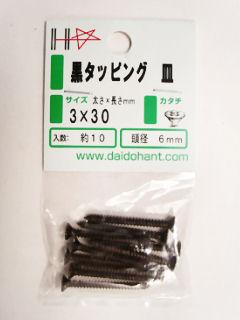 黒タッピング 皿
サイズ 太さ×長さmm カタチ
3×30
入数：約10 頭径 6mm
www.daidohant.com